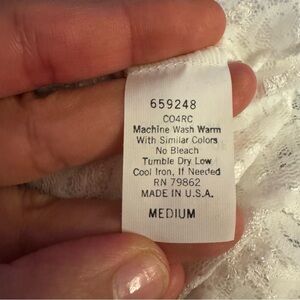 659248
C04RC
Machine Wash Warm
With Similar Colors
No Bleach
Tumble Dry Low
Cool Iron, If Needed
RN 79862
MADE IN U.S.A.
MEDIUM